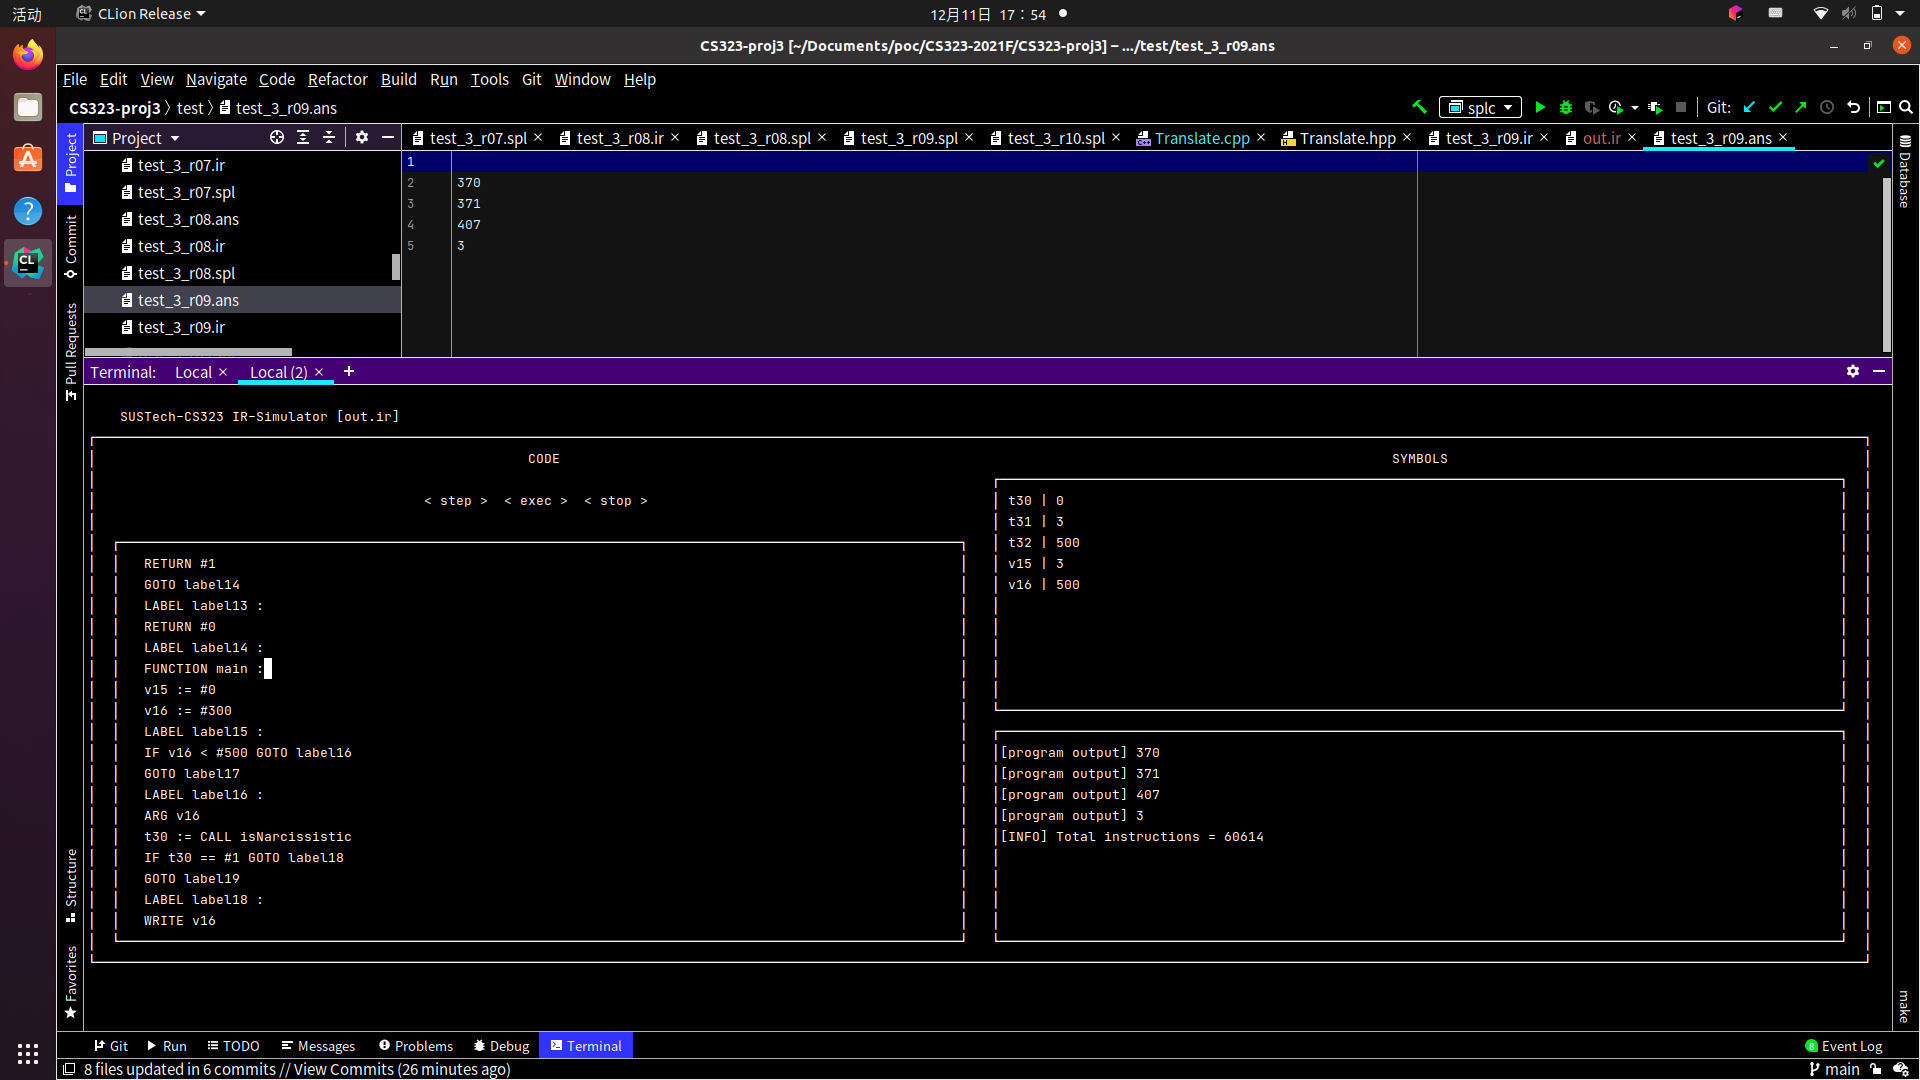 活动
CLion Release
12月11日 17：54
CS323-proj3 [~/Documents/poc/CS323-2021F/CS323-proj3] – .../test/test_3_r09.ans
File Edit View Navigate Code Refactor Build Run Tools Git Window Help
CS323-proj3 〉 test 〉 test_3_r09.ans
splc
Git:
Project
test_3_r07.spl × test_3_r08.ir × test_3_r08.spl × test_3_r09.spl × test_3_r10.spl × Translate.cpp × Translate.hpp × test_3_r09.ir × out.ir × test_3_r09.ans ×
Project
Commit
Pull Requests
Structure
Favorites
Database
make
test_3_r07.ir
test_3_r07.spl
test_3_r08.ans
test_3_r08.ir
test_3_r08.spl
test_3_r09.ans
test_3_r09.ir
1
2 370
3 371
4 407
5 3
Terminal: Local × Local (2) × +
SUSTech-CS323 IR-Simulator [out.ir]
CODE
< step > < exec > < stop >
RETURN #1
GOTO label14
LABEL label13 :
RETURN #0
LABEL label14 :
FUNCTION main :
v15 := #0
v16 := #300
LABEL label15 :
IF v16 < #500 GOTO label16
GOTO label17
LABEL label16 :
ARG v16
t30 := CALL isNarcissistic
IF t30 == #1 GOTO label18
GOTO label19
LABEL label18 :
WRITE v16
SYMBOLS
t30 | 0
t31 | 3
t32 | 500
v15 | 3
v16 | 500
[program output] 370
[program output] 371
[program output] 407
[program output] 3
[INFO] Total instructions = 60614
Git Run TODO Messages Problems Debug Terminal
8 Event Log
8 files updated in 6 commits // View Commits (26 minutes ago)
main